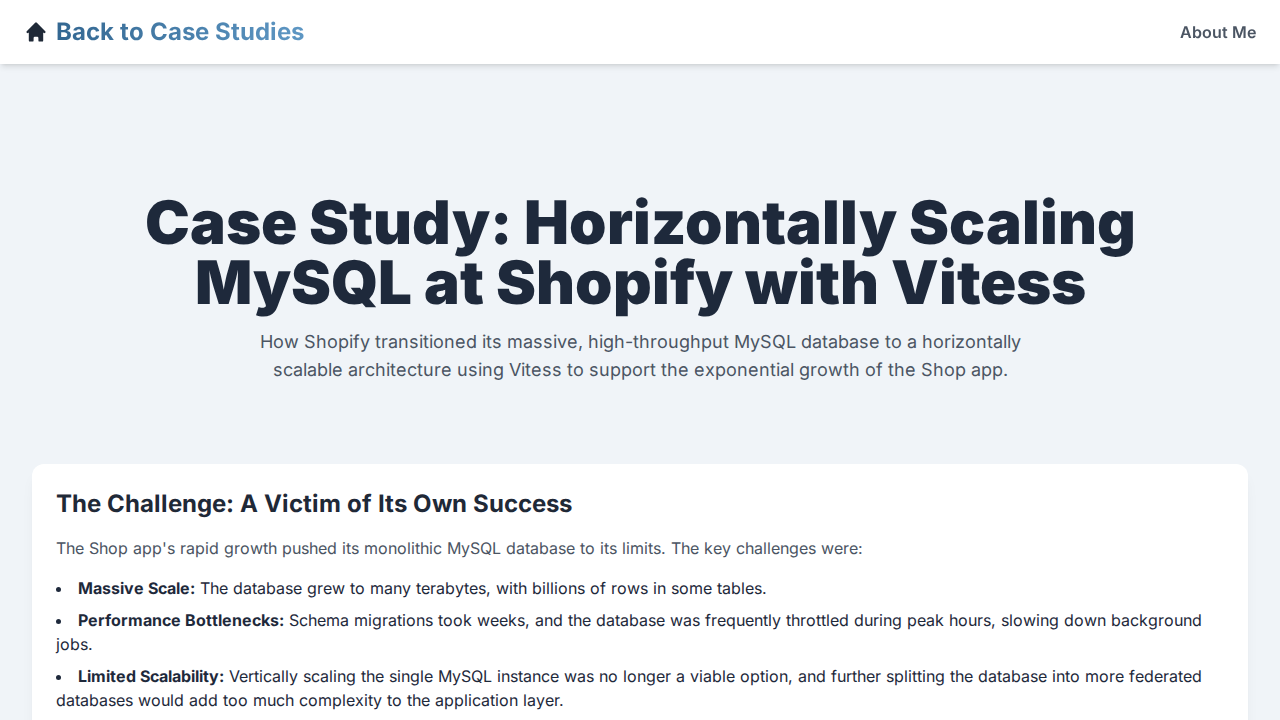 Back to Case Studies
About Me
Case Study: Horizontally Scaling
MySQL at Shopify with Vitess
How Shopify transitioned its massive, high-throughput MySQL database to a horizontally
scalable architecture using Vitess to support the exponential growth of the Shop app.
The Challenge: A Victim of Its Own Success
The Shop app's rapid growth pushed its monolithic MySQL database to its limits. The key challenges were:
• Massive Scale: The database grew to many terabytes, with billions of rows in some tables.
• Performance Bottlenecks: Schema migrations took weeks, and the database was frequently throttled during peak hours, slowing down background
jobs.
• Limited Scalability: Vertically scaling the single MySQL instance was no longer a viable option, and further splitting the database into more federated
databases would add too much complexity to the application layer.